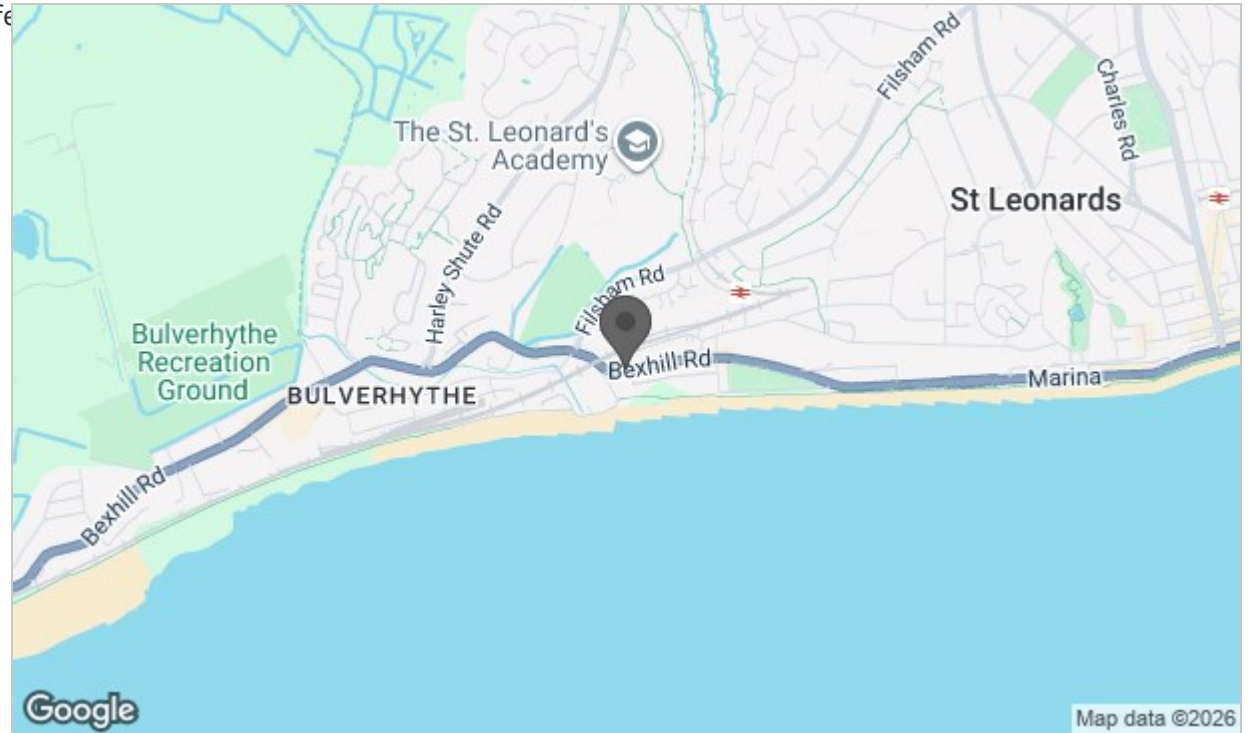 fe
Filsham Rd
Charles Rd
The St. Leonard's
Academy
St Leonards
Harley Shute Rd
Filsham Rd
Bulverhythe
Recreation
Ground
Bexhill Rd
Marina
BULVERHYTHE
Bexhill Rd
Google
Map data ©2026